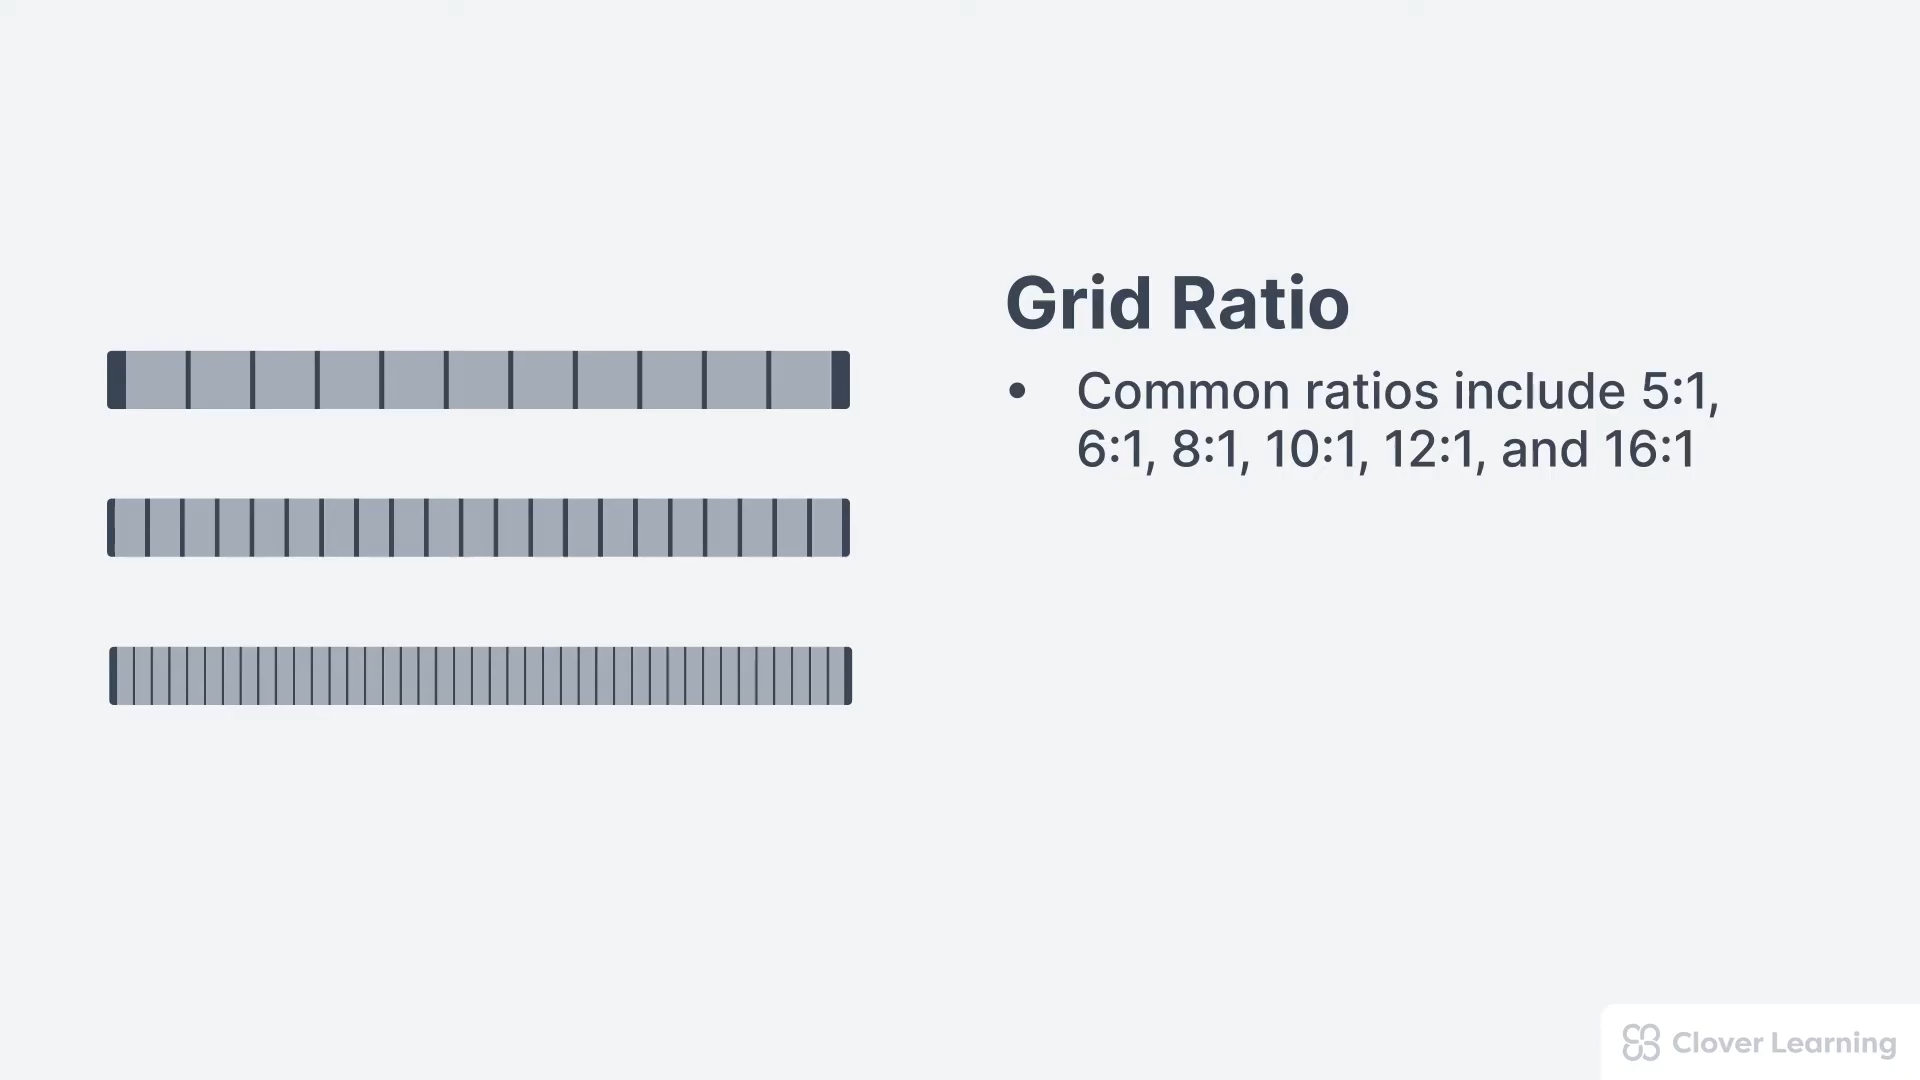 Grid Ratio
• Common ratios include 5:1,
6:1, 8:1, 10:1, 12:1, and 16:1
Clover Learning